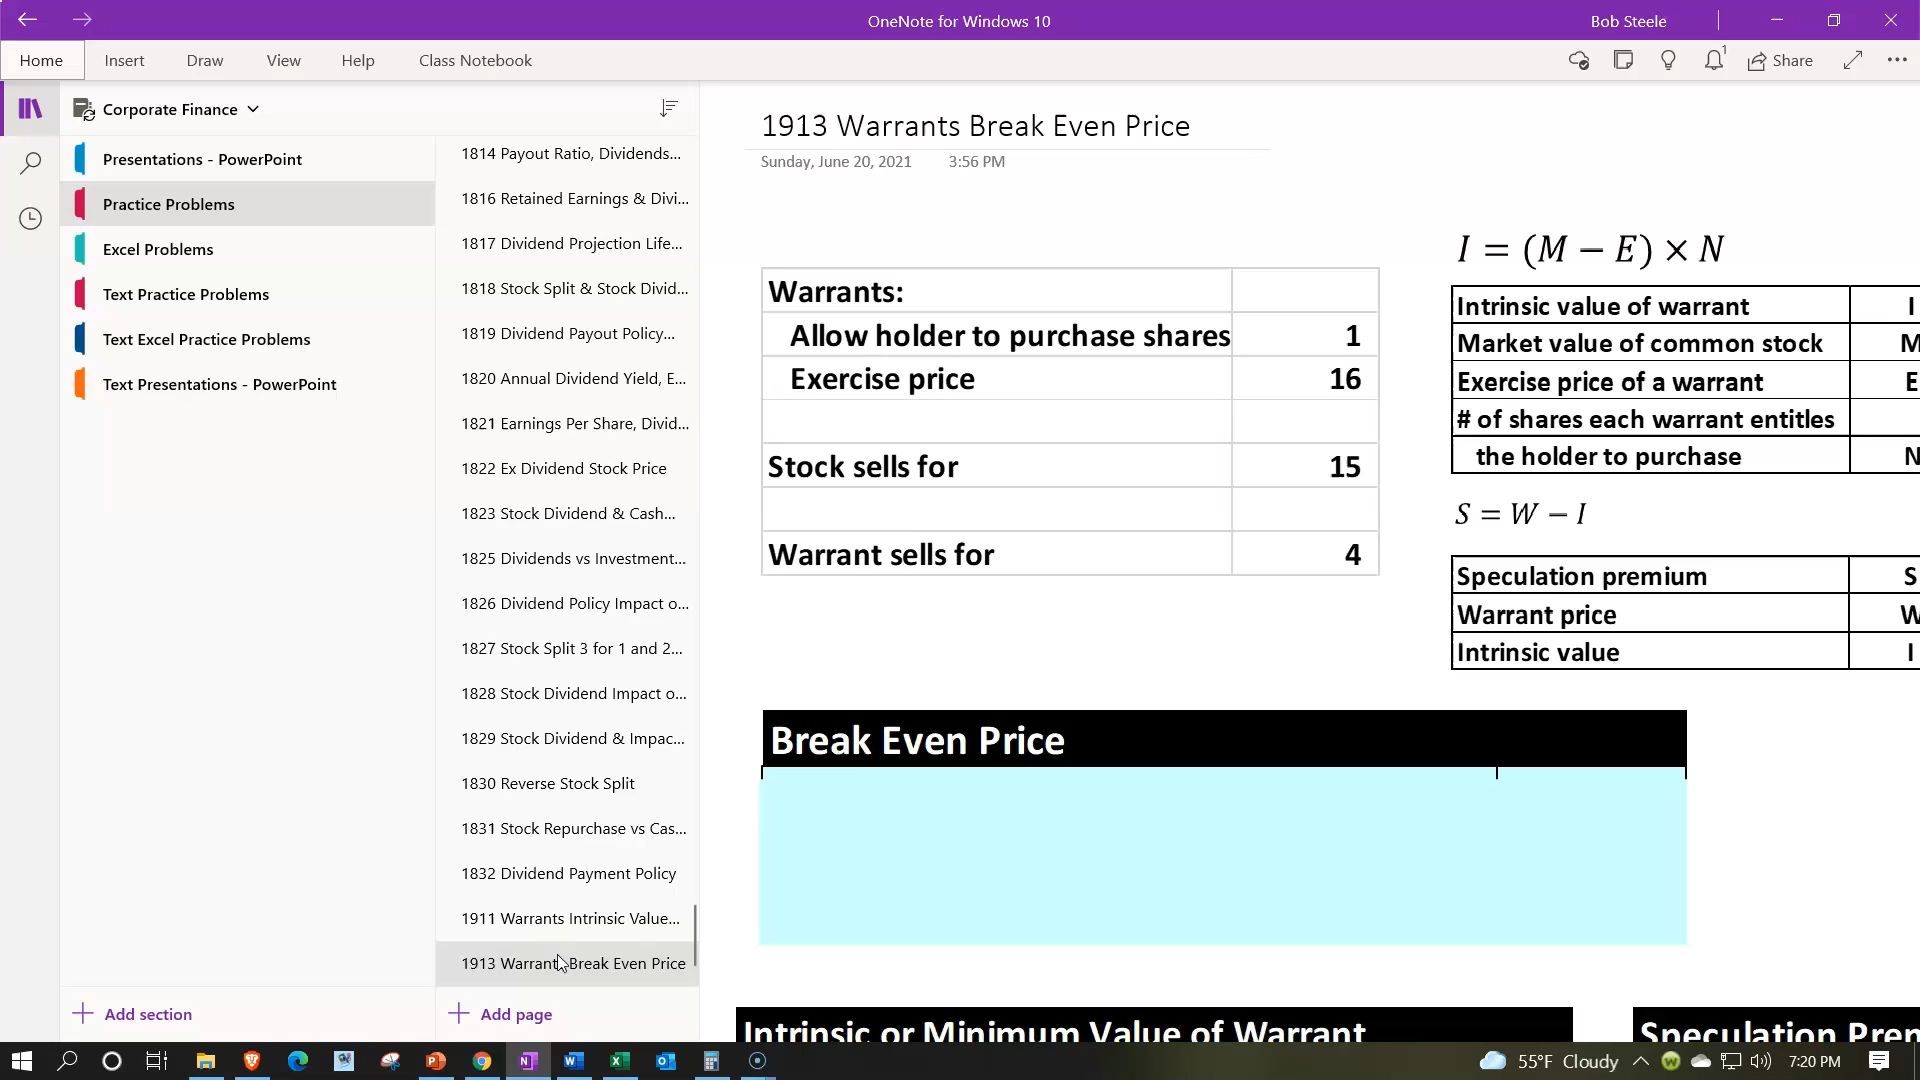 OneNote for Windows 10
Bob Steele
Home
Insert
Draw
View
Help
Class Notebook
1
Share
Corporate Finance
Presentations - PowerPoint
Practice Problems
Excel Problems
Text Practice Problems
Text Excel Practice Problems
Text Presentations - PowerPoint
Add section
1814 Payout Ratio, Dividends...
1816 Retained Earnings & Divi...
1817 Dividend Projection Life...
1818 Stock Split & Stock Divid...
1819 Dividend Payout Policy...
1820 Annual Dividend Yield, E...
1821 Earnings Per Share, Divid...
1822 Ex Dividend Stock Price
1823 Stock Dividend & Cash...
1825 Dividends vs Investment...
1826 Dividend Policy Impact o...
1827 Stock Split 3 for 1 and 2...
1828 Stock Dividend Impact o...
1829 Stock Dividend & Impac...
1830 Reverse Stock Split
1831 Stock Repurchase vs Cas...
1832 Dividend Payment Policy
1911 Warrants Intrinsic Value...
1913 Warrants Break Even Price
Add page
1913 Warrants Break Even Price
Sunday, June 20, 2021 3:56 PM
Warrants:
Allow holder to purchase shares 1
Exercise price 16
Stock sells for 15
Warrant sells for 4
I = (M − E) × N
Intrinsic value of warrant I
Market value of common stock M
Exercise price of a warrant E
# of shares each warrant entitles
the holder to purchase N
S = W − I
Speculation premium S
Warrant price W
Intrinsic value I
Break Even Price
Intrinsic or Minimum Value of Warrant
Speculation Prem
55°F Cloudy
7:20 PM